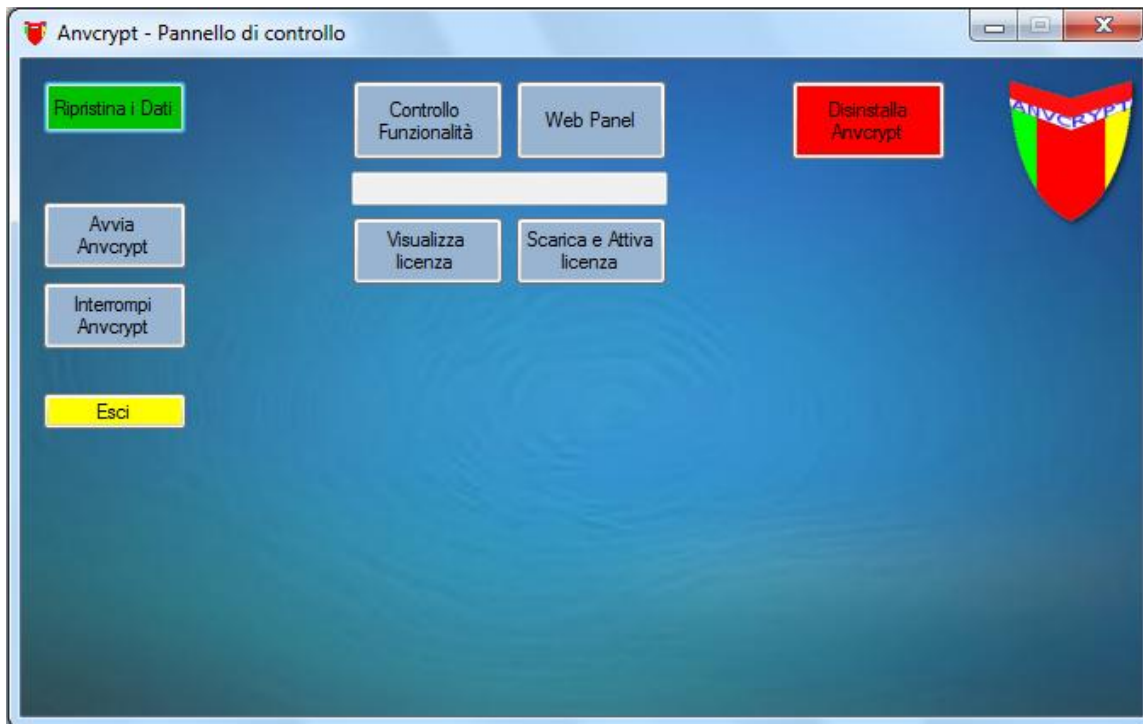 Anvcrypt - Pannello di controllo
Ripristina i Dati
Controllo
Funzionalità
Web Panel
Disinstalla
Anvcrypt
ANVCRYPT
Avvia
Anvcrypt
Visualizza
licenza
Scarica e Attiva
licenza
Interrompi
Anvcrypt
Esci